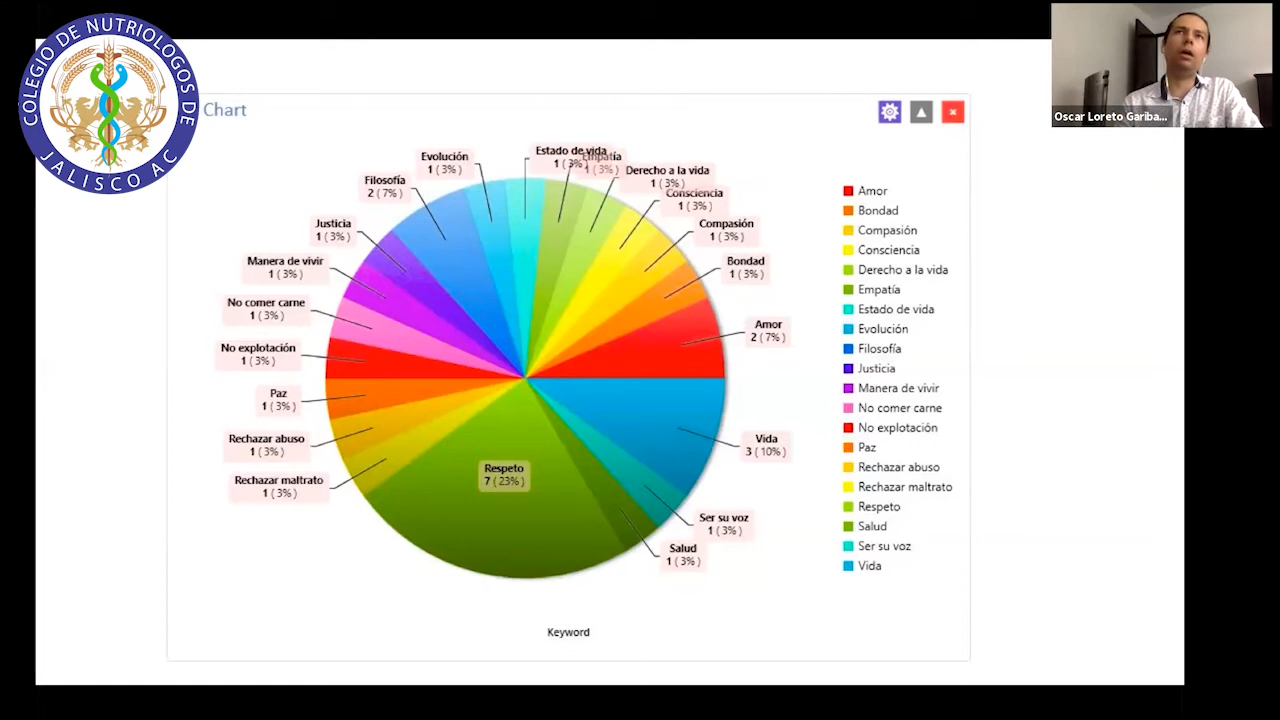 COLEGIO DE NUTRIOLOGOS DE
JALISCO AC
Oscar Loreto Gariba...
Chart
Estado de vida
1 (3%)
Empatía
1 (3%)
Derecho a la vida
1 (3%)
Consciencia
1 (3%)
Compasión
1 (3%)
Bondad
1 (3%)
Amor
2 (7%)
Vida
3 (10%)
Ser su voz
1 (3%)
Salud
1 (3%)
Respeto
7 (23%)
Rechazar maltrato
1 (3%)
Rechazar abuso
1 (3%)
Paz
1 (3%)
No explotación
1 (3%)
No comer carne
1 (3%)
Manera de vivir
1 (3%)
Justicia
1 (3%)
Filosofía
2 (7%)
Evolución
1 (3%)
Amor
Bondad
Compasión
Consciencia
Derecho a la vida
Empatía
Estado de vida
Evolución
Filosofía
Justicia
Manera de vivir
No comer carne
No explotación
Paz
Rechazar abuso
Rechazar maltrato
Respeto
Salud
Ser su voz
Vida
Keyword